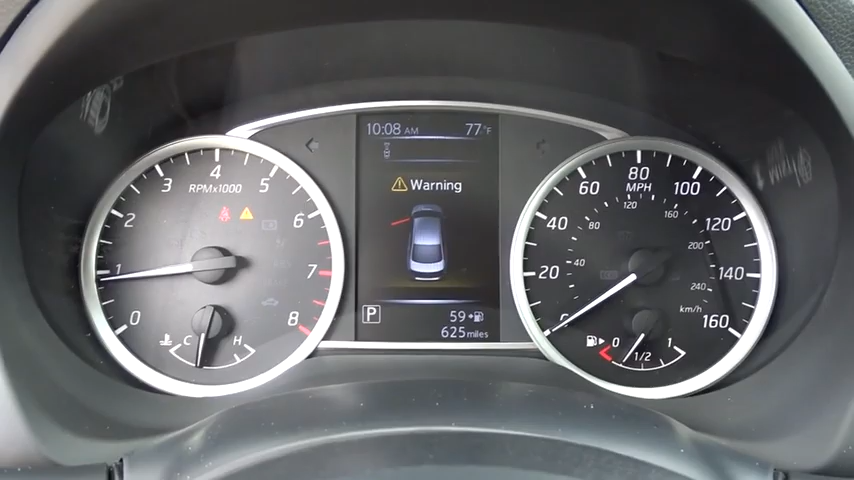 10:08 AM 77°F
Warning
P
59
625 miles
0 1 2 3 4 5 6 7 8
RPMx1000
C H
0 20 40 60 80 100 120 140 160
MPH
40 80 120 160 200 240
km/h
0 1/2 1